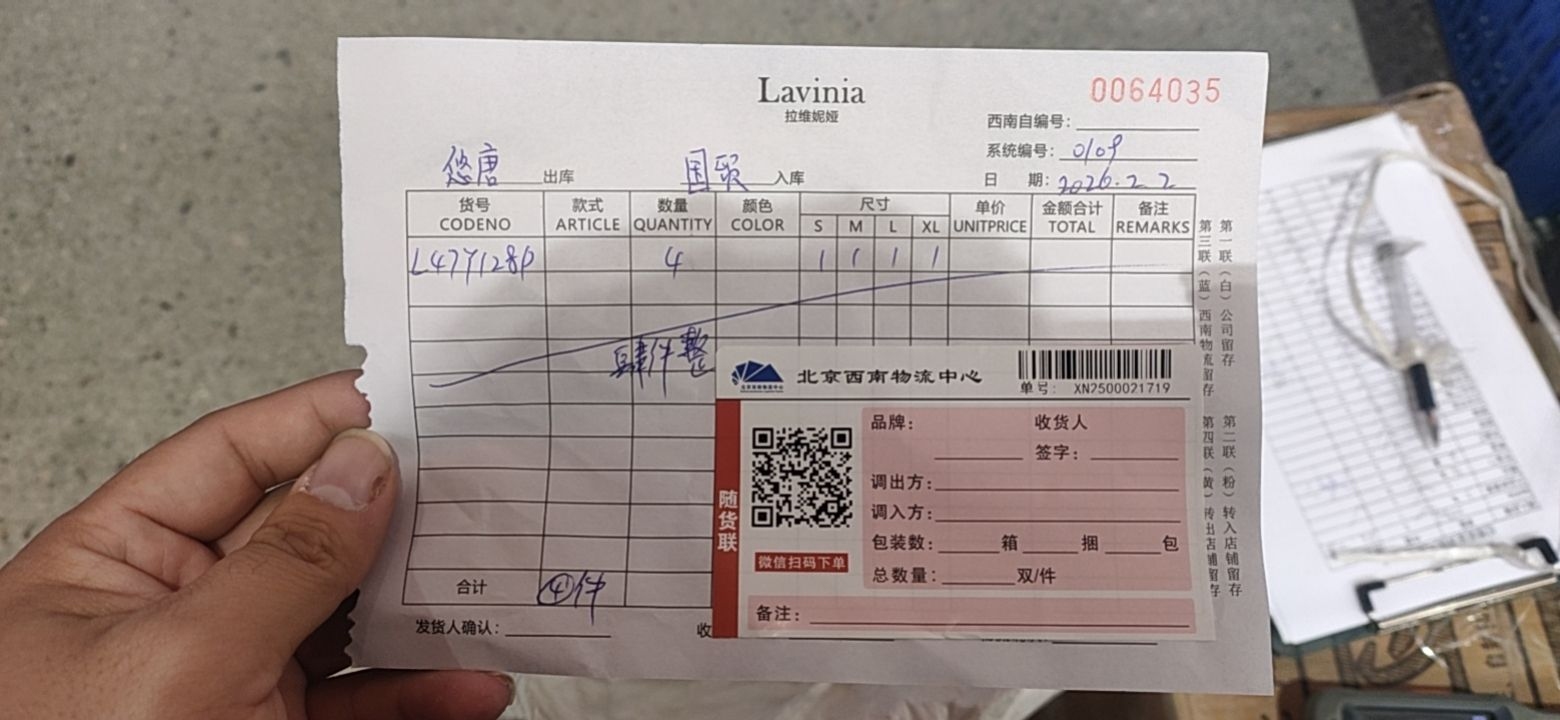 Lavinia
拉维妮娅
0064035
西南自编号:
系统编号: 0109
悠唐 出库 国贸 入库 日 期: 2026.2.2
货号 款式 数量 颜色 尺寸 单价 金额合计 备注
CODENO ARTICLE QUANTITY COLOR S M L XL UNITPRICE TOTAL REMARKS
L47Y128P 4 1 1 1 1
肆件整
合计 ④件
发货人确认: 收
第一联(白)公司留存
第二联(粉)转入店铺留存
第三联(蓝)西南物流留存
第四联(黄)转出店铺留存
北京西南物流中心
单号: XN2500021719
随货联
微信扫码下单
品牌: 收货人
签字:
调出方:
调入方:
包装数: 箱 捆 包
总数量: 双/件
备注: